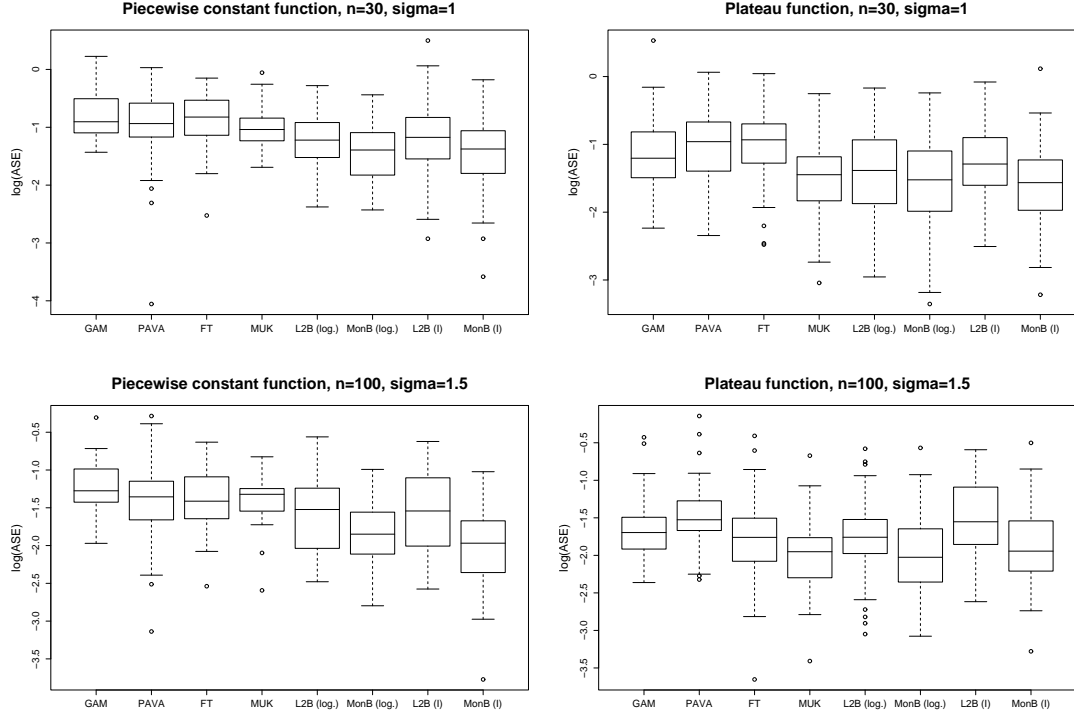 Piecewise constant function, n=30, sigma=1
log(ASE)
0
−1
−2
−3
−4
GAM PAVA FT MUK L2B (log.) MonB (log.) L2B (I) MonB (I)
Plateau function, n=30, sigma=1
log(ASE)
0
−1
−2
−3
GAM PAVA FT MUK L2B (log.) MonB (log.) L2B (I) MonB (I)
Piecewise constant function, n=100, sigma=1.5
log(ASE)
−0.5
−1.0
−1.5
−2.0
−2.5
−3.0
−3.5
GAM PAVA FT MUK L2B (log.) MonB (log.) L2B (I) MonB (I)
Plateau function, n=100, sigma=1.5
log(ASE)
−0.5
−1.0
−1.5
−2.0
−2.5
−3.0
−3.5
GAM PAVA FT MUK L2B (log.) MonB (log.) L2B (I) MonB (I)